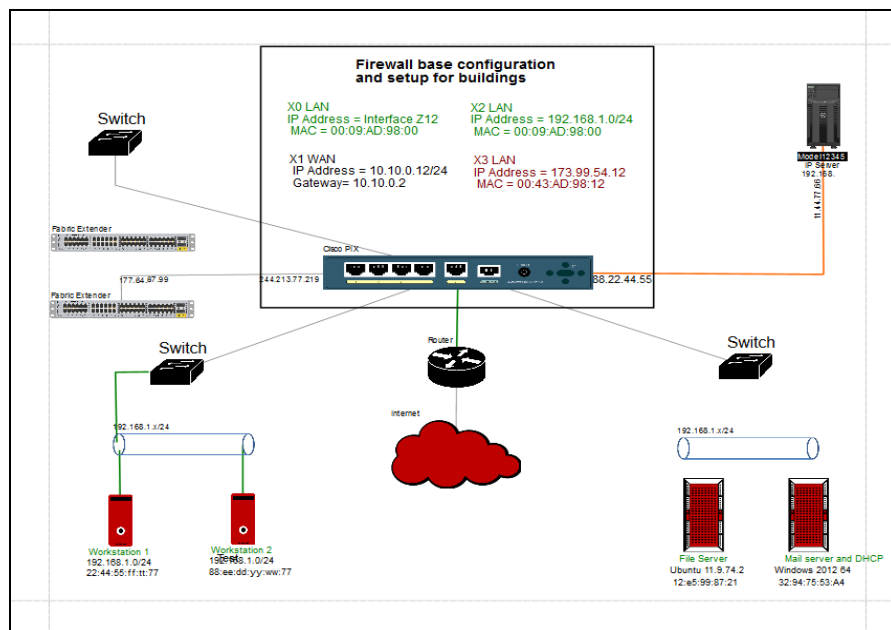 Firewall base configuration
and setup for buildings
X0 LAN
IP Address = Interface Z12
MAC = 00:09:AD:98:00
X2 LAN
IP Address = 192.168.1.0/24
MAC = 00:09:AD:98:00
X1 WAN
IP Address = 10.10.0.12/24
Gateway= 10.10.0.2
X3 LAN
IP Address = 173.99.54.12
MAC = 00:43:AD:98:12
Switch
Model12345
IP Server
192.168.
11.44.77.66
Fabric Extender
Cisco PIX
177.64.87.99
244.213.77.219
88.22.44.55
Fabric Extender
Switch
Router
Switch
Internet
192.168.1.x/24
192.168.1.x/24
Workstation 1
192.168.1.0/24
22:44:55:ff:tt:77
Workstation 2
Test
192.168.1.0/24
88:ee:dd:yy:ww:77
File Server
Ubuntu 11.9.74.2
12:e5:99:87:21
Mail server and DHCP
Windows 2012 64
32:94:75:53:A4